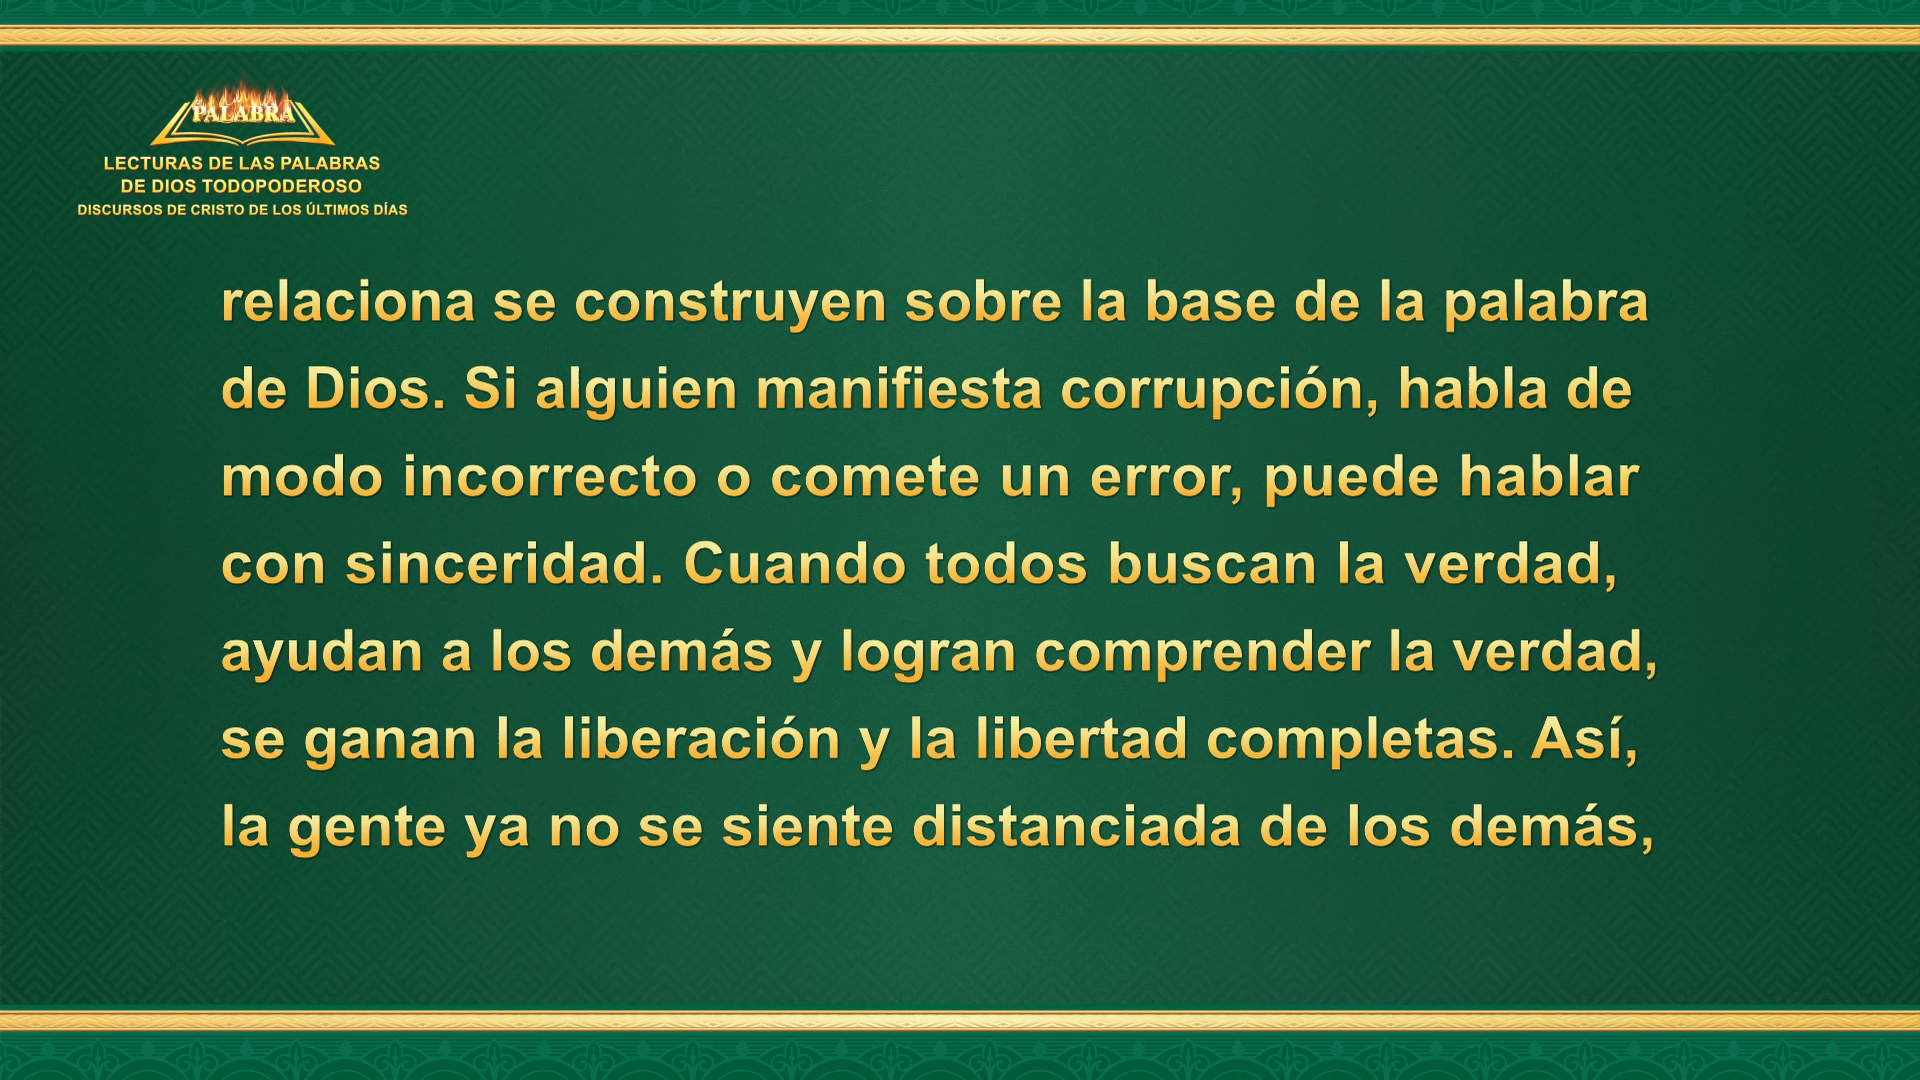 PALABRA
LECTURAS DE LAS PALABRAS
DE DIOS TODOPODEROSO
DISCURSOS DE CRISTO DE LOS ÚLTIMOS DÍAS
relaciona se construyen sobre la base de la palabra
de Dios. Si alguien manifiesta corrupción, habla de
modo incorrecto o comete un error, puede hablar
con sinceridad. Cuando todos buscan la verdad,
ayudan a los demás y logran comprender la verdad,
se ganan la liberación y la libertad completas. Así,
la gente ya no se siente distanciada de los demás,